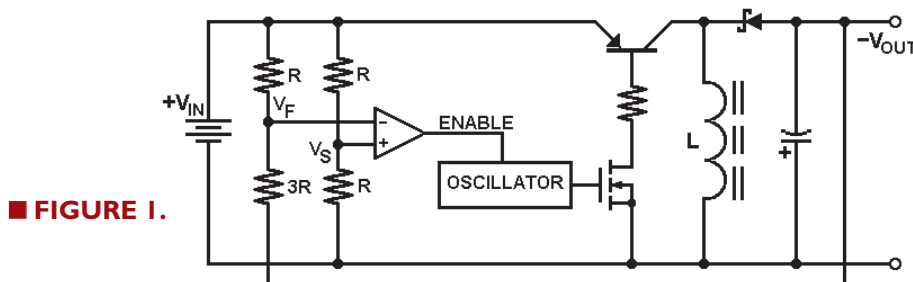 R
R
+VIN
VF
VS
3R
R
−
+
ENABLE
OSCILLATOR
L
+
−VOUT
■ FIGURE 1.